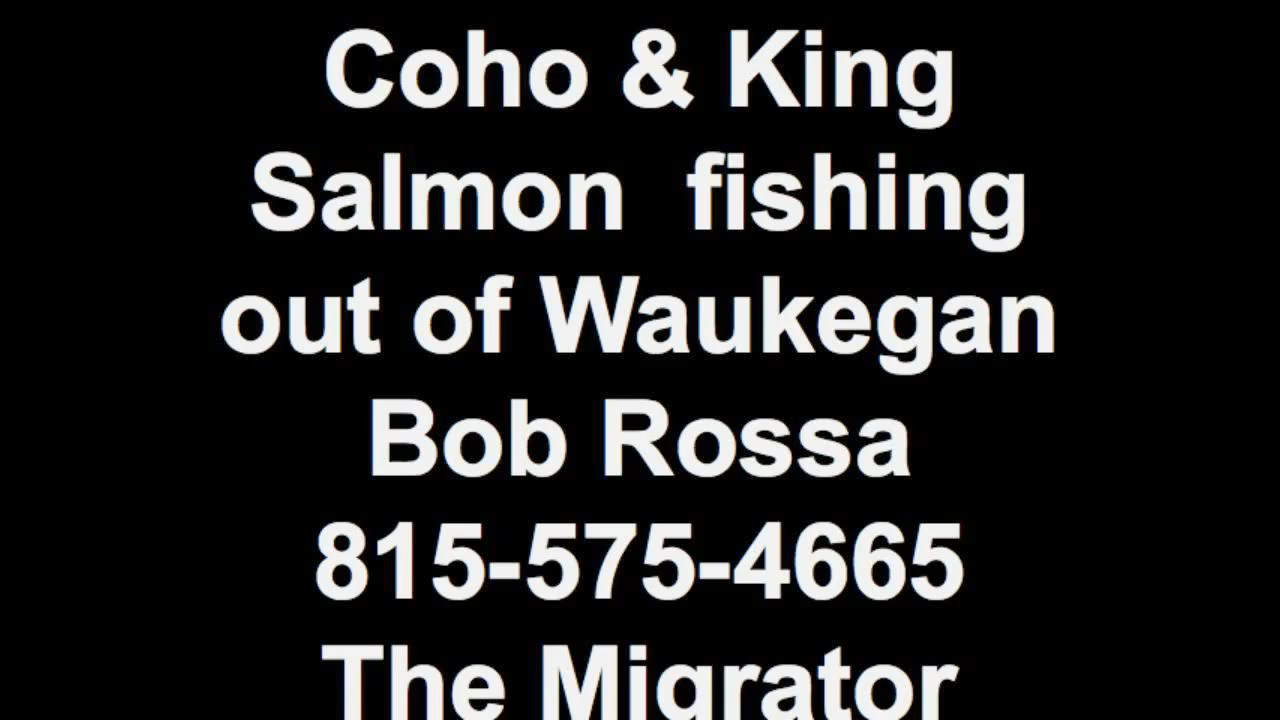 Coho & King
Salmon  fishing
out of Waukegan
Bob Rossa
815-575-4665
The Migrator